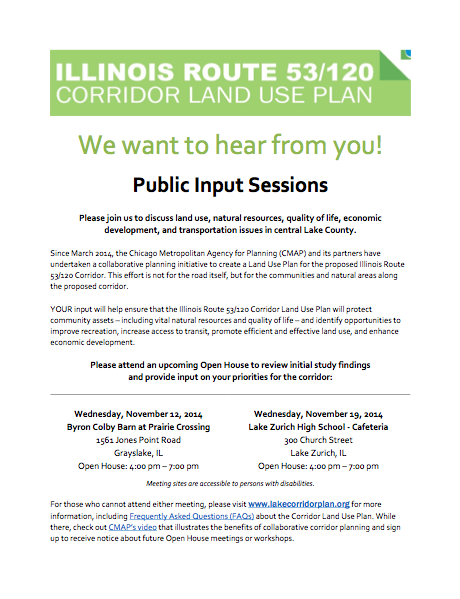 ILLINOIS ROUTE 53/120
CORRIDOR LAND USE PLAN
We want to hear from you!
Public Input Sessions
Please join us to discuss land use, natural resources, quality of life, economic
development, and transportation issues in central Lake County.
Since March 2014, the Chicago Metropolitan Agency for Planning (CMAP) and its partners have
undertaken a collaborative planning initiative to create a Land Use Plan for the proposed Illinois Route
53/120 Corridor. This effort is not for the road itself, but for the communities and natural areas along
the proposed corridor.
YOUR input will help ensure that the Illinois Route 53/120 Corridor Land Use Plan will protect
community assets – including vital natural resources and quality of life – and identify opportunities to
improve recreation, increase access to transit, promote efficient and effective land use, and enhance
economic development.
Please attend an upcoming Open House to review initial study findings
and provide input on your priorities for the corridor:
Wednesday, November 12, 2014
Byron Colby Barn at Prairie Crossing
1561 Jones Point Road
Grayslake, IL
Open House: 4:00 pm – 7:00 pm
Wednesday, November 19, 2014
Lake Zurich High School - Cafeteria
300 Church Street
Lake Zurich, IL
Open House: 4:00 pm – 7:00 pm
Meeting sites are accessible to persons with disabilities.
For those who cannot attend either meeting, please visit www.lakecorridorplan.org for more
information, including Frequently Asked Questions (FAQs) about the Corridor Land Use Plan. While
there, check out CMAP's video that illustrates the benefits of collaborative corridor planning and sign
up to receive notice about future Open House meetings or workshops.